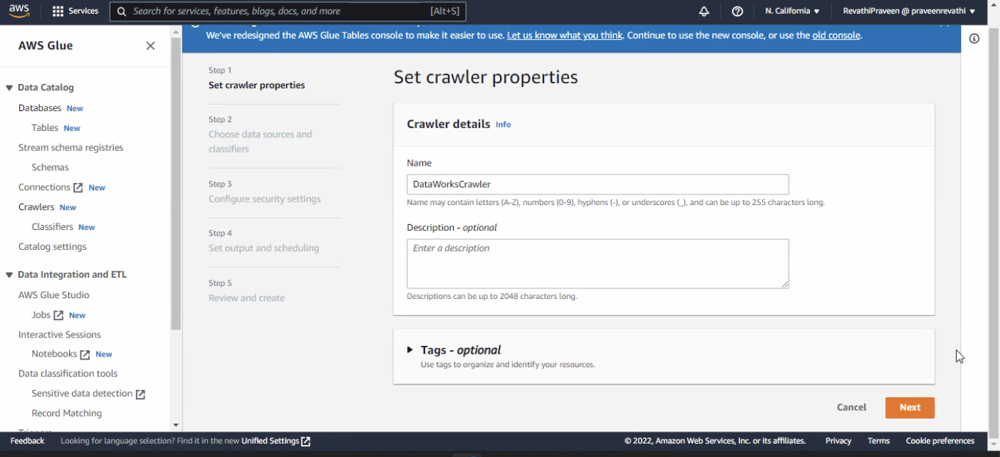 aws
Services
Search for services, features, blogs, docs, and more
[Alt+S]
N. California
RevathiPraveen @ praveenrevathi
We've redesigned the AWS Glue Tables console to make it easier to use. Let us know what you think. Continue to use the new console, or use the old console.
AWS Glue
Data Catalog
Databases New
Tables New
Stream schema registries
Schemas
Connections New
Crawlers New
Classifiers New
Catalog settings
Data Integration and ETL
AWS Glue Studio
Jobs New
Interactive Sessions
Notebooks New
Data classification tools
Sensitive data detection
Record Matching
Step 1
Set crawler properties
Step 2
Choose data sources and
classifiers
Step 3
Configure security settings
Step 4
Set output and scheduling
Step 5
Review and create
Set crawler properties
Crawler details Info
Name
DataWorksCrawler
Name may contain letters (A-Z), numbers (0-9), hyphens (-), or underscores (_), and can be up to 255 characters long.
Description - optional
Enter a description
Descriptions can be up to 2048 characters long.
Tags - optional
Use tags to organize and identify your resources.
Cancel
Next
Feedback
Looking for language selection? Find it in the new Unified Settings
© 2022, Amazon Web Services, Inc. or its affiliates.
Privacy
Terms
Cookie preferences